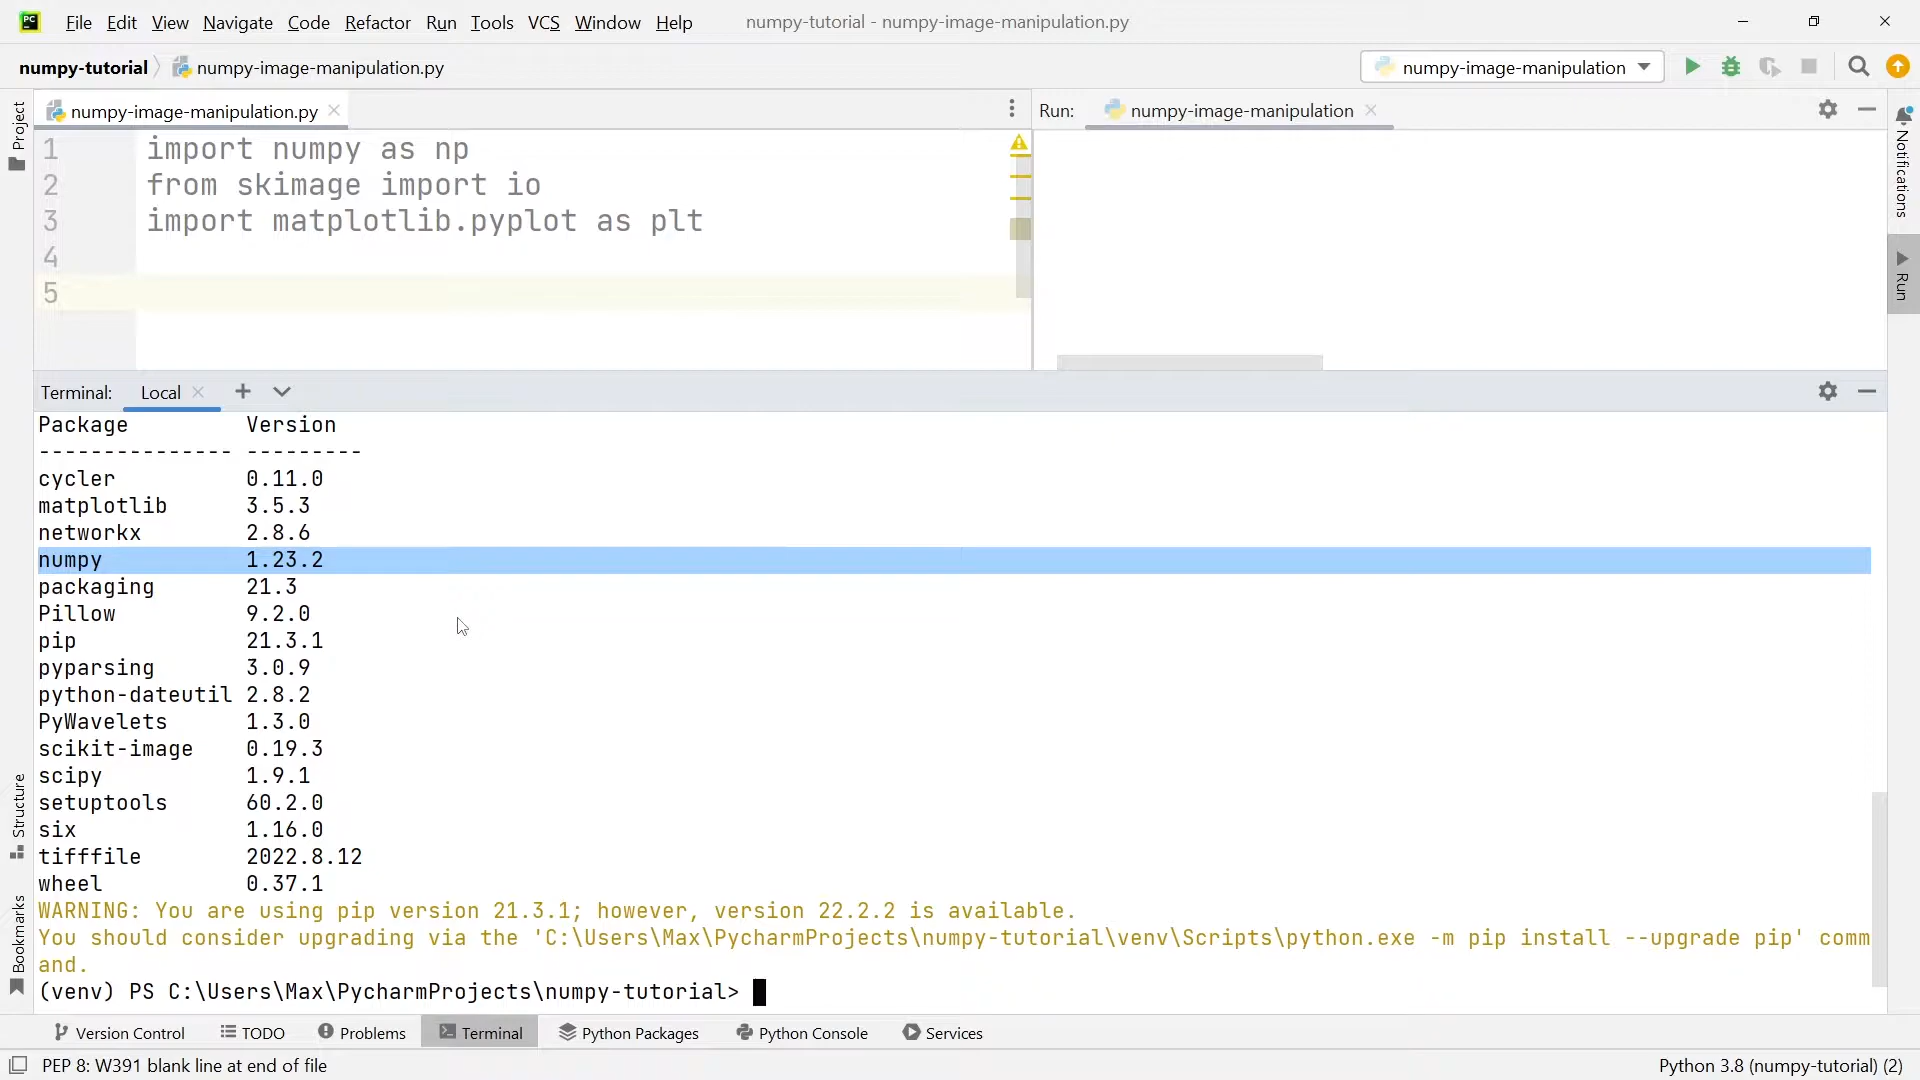 PC File Edit View Navigate Code Refactor Run Tools VCS Window Help numpy-tutorial - numpy-image-manipulation.py
numpy-tutorial numpy-image-manipulation.py numpy-image-manipulation
Project
numpy-image-manipulation.py
Run: numpy-image-manipulation
1 import numpy as np
2 from skimage import io
3 import matplotlib.pyplot as plt
4
5
Notifications
Run
Terminal: Local
Package Version
--------------- ---------
cycler 0.11.0
matplotlib 3.5.3
networkx 2.8.6
numpy 1.23.2
packaging 21.3
Pillow 9.2.0
pip 21.3.1
pyparsing 3.0.9
python-dateutil 2.8.2
PyWavelets 1.3.0
scikit-image 0.19.3
scipy 1.9.1
setuptools 60.2.0
six 1.16.0
tifffile 2022.8.12
wheel 0.37.1
WARNING: You are using pip version 21.3.1; however, version 22.2.2 is available.
You should consider upgrading via the 'C:\Users\Max\PycharmProjects\numpy-tutorial\venv\Scripts\python.exe -m pip install --upgrade pip' comm
and.
(venv) PS C:\Users\Max\PycharmProjects\numpy-tutorial>
Structure
Bookmarks
Version Control TODO Problems Terminal Python Packages Python Console Services
PEP 8: W391 blank line at end of file Python 3.8 (numpy-tutorial) (2)